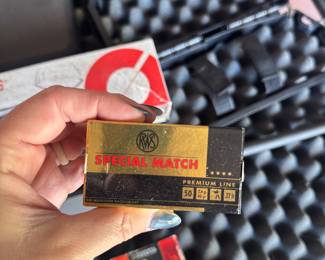 RWS
SPECIAL MATCH
PREMIUM LINE
50